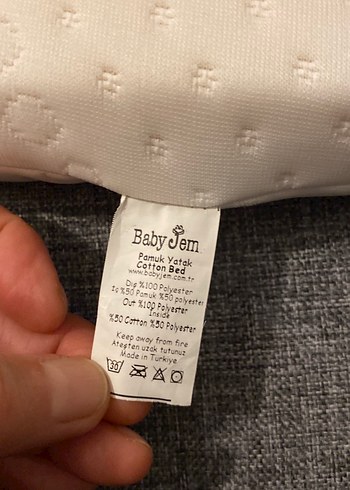 Baby Jem
Pamuk Yatak
Cotton Bed
www.babyjem.com.tr
Dış %100 Polyester
İç %50 Pamuk %50 polyester
Out %100 Polyester
Inside
%50 Cotton %50 Polyester
Keep away from fire
Ateşten uzak tutunuz
Made in Türkiye
30